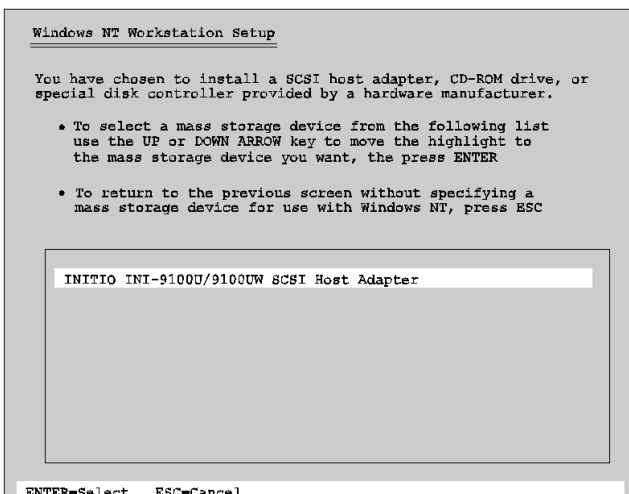 Windows NT Workstation Setup
You have chosen to install a SCSI host adapter, CD-ROM drive, or
special disk controller provided by a hardware manufacturer.
• To select a mass storage device from the following list
use the UP or DOWN ARROW key to move the highlight to
the mass storage device you want, the press ENTER
• To return to the previous screen without specifying a
mass storage device for use with Windows NT, press ESC
INITIO INI-9100U/9100UW SCSI Host Adapter
ENTER=Select ESC=Cancel